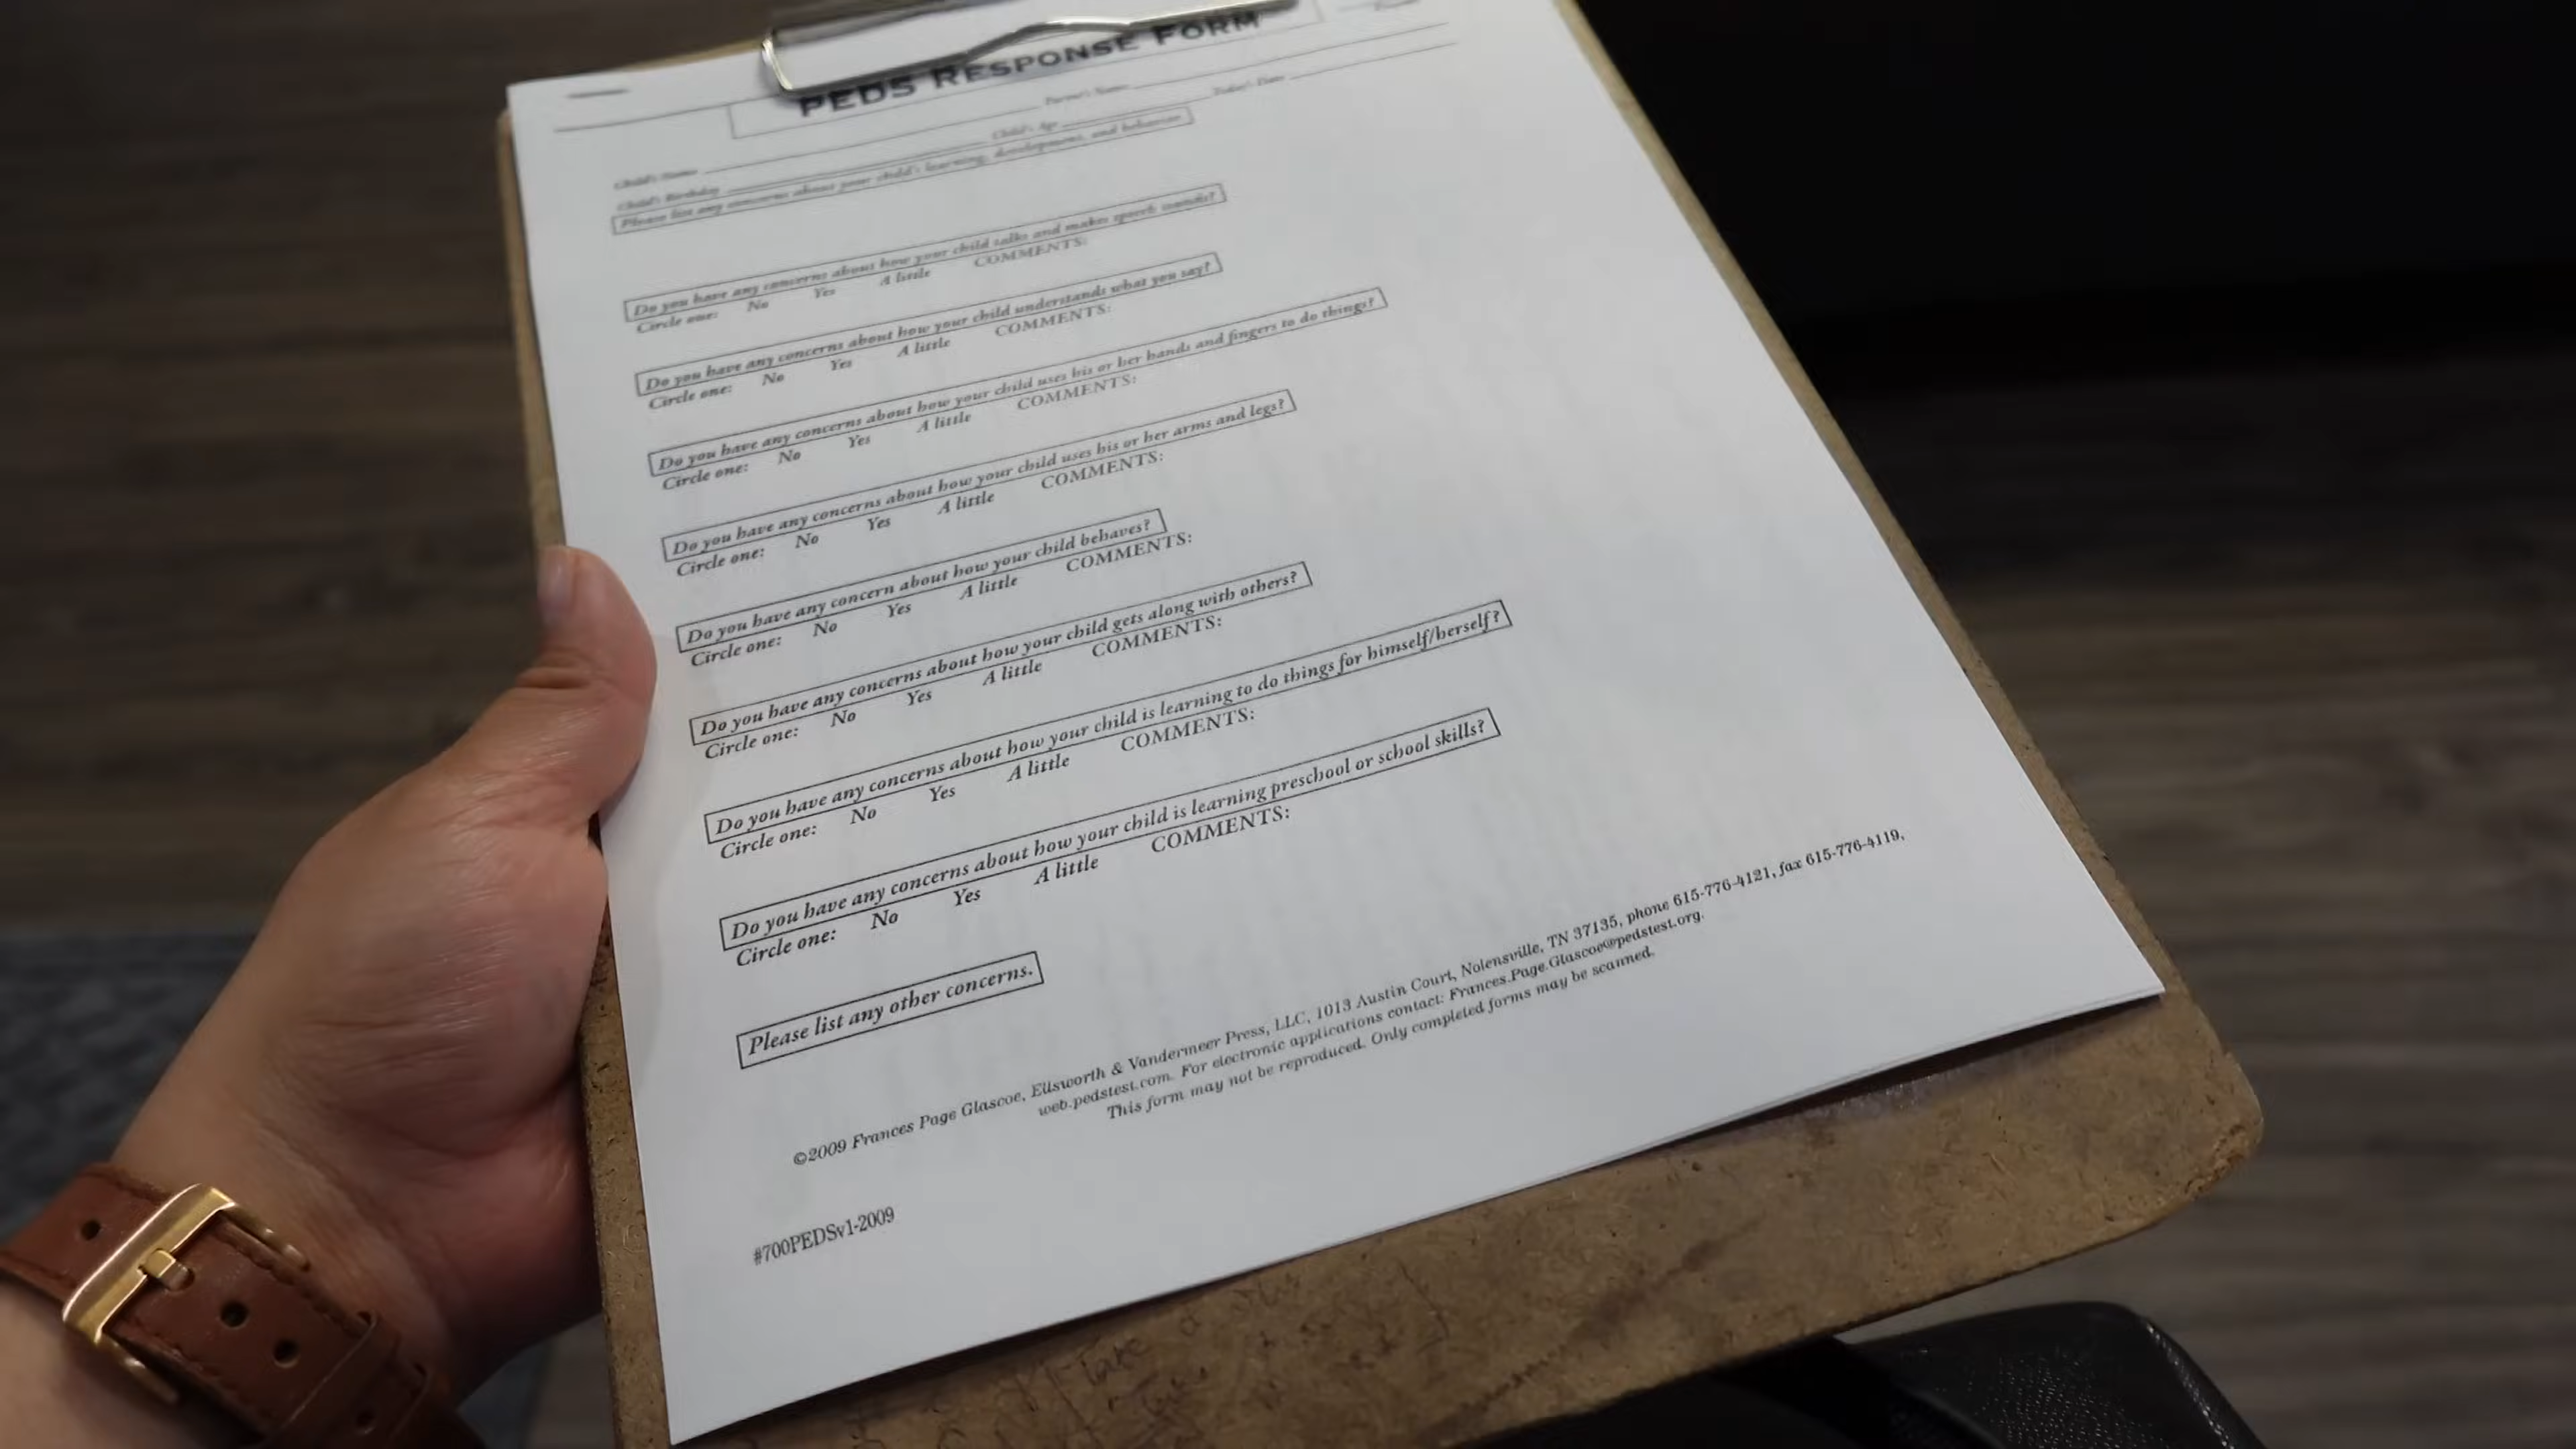 PEDS RESPONSE FORM
Parent's Name
Child's Name
Child's Birthday Child's Age Today's Date
Please list any concerns about your child's learning, development, and behavior.
Do you have any concerns about how your child talks and makes speech sounds?
Circle one: No Yes A little COMMENTS:
Do you have any concerns about how your child understands what you say?
Circle one: No Yes A little COMMENTS:
Do you have any concerns about how your child uses his or her hands and fingers to do things?
Circle one: No Yes A little COMMENTS:
Do you have any concerns about how your child uses his or her arms and legs?
Circle one: No Yes A little COMMENTS:
Do you have any concern about how your child behaves?
Circle one: No Yes A little COMMENTS:
Do you have any concerns about how your child gets along with others?
Circle one: No Yes A little COMMENTS:
Do you have any concerns about how your child is learning to do things for himself/herself?
Circle one: No Yes A little COMMENTS:
Do you have any concerns about how your child is learning preschool or school skills?
Circle one: No Yes A little COMMENTS:
Please list any other concerns.
©2009 Frances Page Glascoe, Ellsworth & Vandermeer Press, LLC, 1013 Austin Court, Nolensville, TN 37135, phone 615-776-4121, fax 615-776-4119,
web.pedstest.com. For electronic applications contact: Frances.Page.Glascoe@pedstest.org.
This form may not be reproduced. Only completed forms may be scanned.
#700PEDSv1-2009
Take a